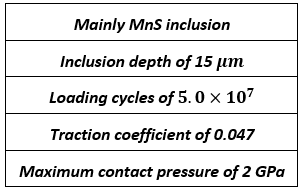 Mainly MnS inclusion
Inclusion depth of 15 μm
Loading cycles of 5.0 × 10⁷
Traction coefficient of 0.047
Maximum contact pressure of 2 GPa